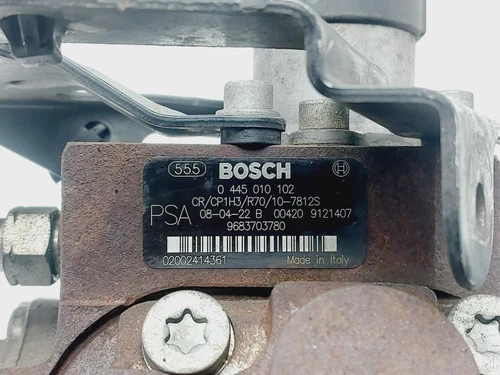 555 BOSCH
0 445 010 102
CR/CP1H3/R70/10-7812S
PSA 08-04-22 B 00420 9121407
9683703780
02002414361 Made in Italy